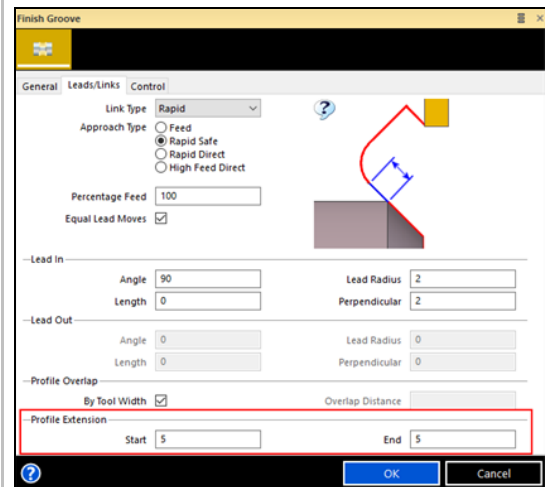 Finish Groove
General Leads/Links Control
Link Type Rapid
Approach Type Feed
Rapid Safe
Rapid Direct
High Feed Direct
Percentage Feed 100
Equal Lead Moves
Lead In
Angle 90 Lead Radius 2
Length 0 Perpendicular 2
Lead Out
Angle 0 Lead Radius 0
Length 0 Perpendicular 0
Profile Overlap
By Tool Width Overlap Distance
Profile Extension
Start 5 End 5
? OK Cancel